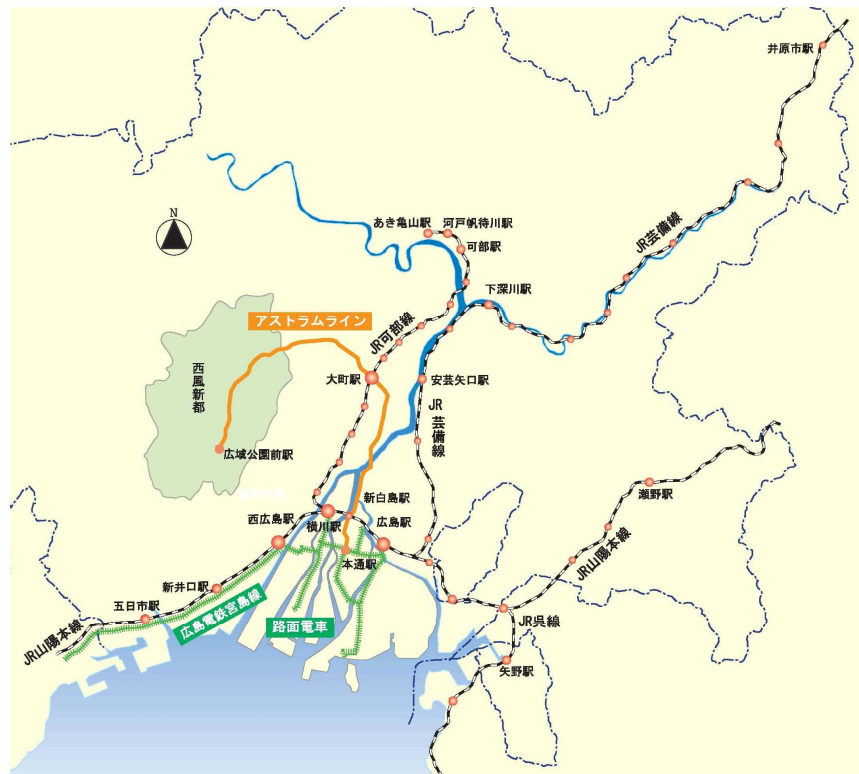 井原市駅
N
あき亀山駅
河戸帆待川駅
可部駅
JR芸備線
下深川駅
アストラムライン
JR可部線
西風新都
大町駅
安芸矢口駅
JR芸備線
広域公園前駅
瀬野駅
新白島駅
西広島駅
横川駅
広島駅
JR山陽本線
本通駅
新井口駅
五日市駅
広島電鉄宮島線
路面電車
JR呉線
JR山陽本線
矢野駅